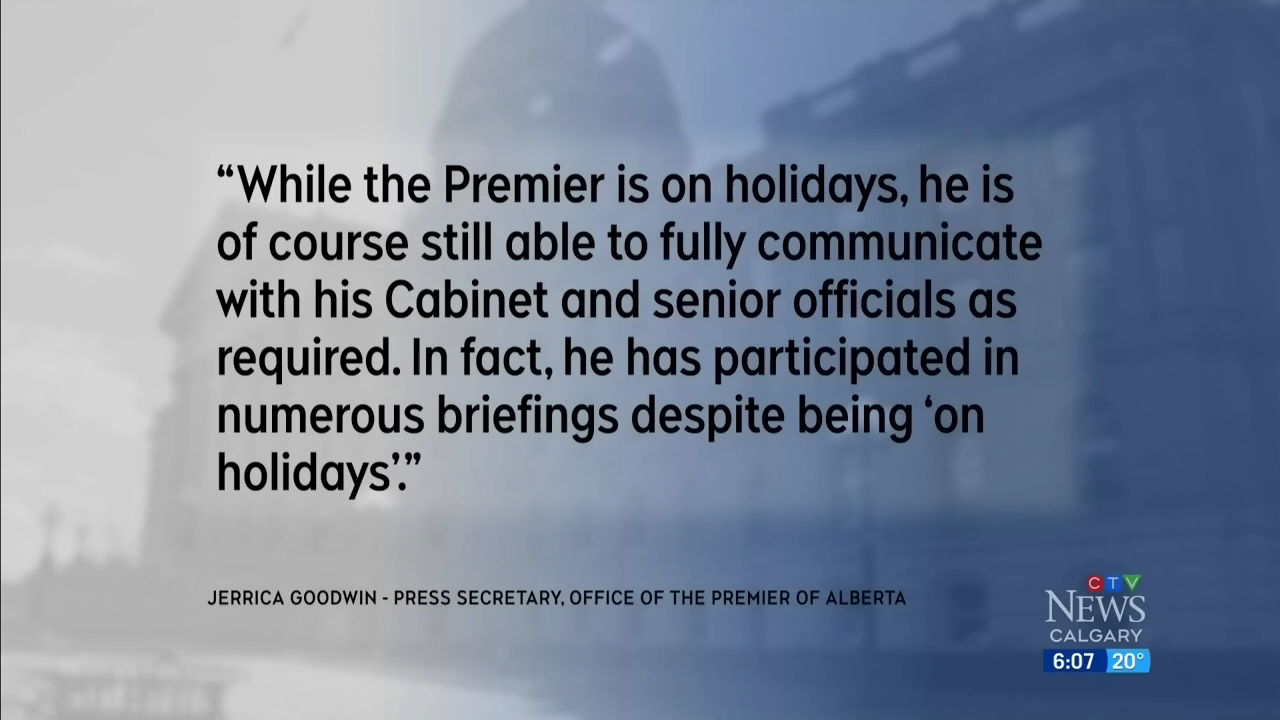 “While the Premier is on holidays, he is
of course still able to fully communicate
with his Cabinet and senior officials as
required. In fact, he has participated in
numerous briefings despite being ‘on
holidays’.”
JERRICA GOODWIN - PRESS SECRETARY, OFFICE OF THE PREMIER OF ALBERTA
CTV
NEWS
CALGARY
6:07 20°